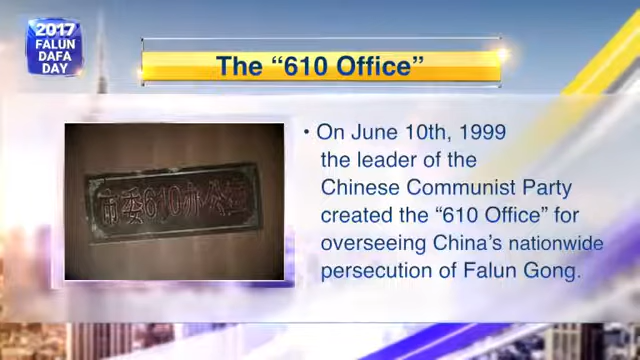 2017
FALUN
DAFA
DAY
The “610 Office”
市委610办公室
• On June 10th, 1999
the leader of the
Chinese Communist Party
created the “610 Office” for
overseeing China’s nationwide
persecution of Falun Gong.